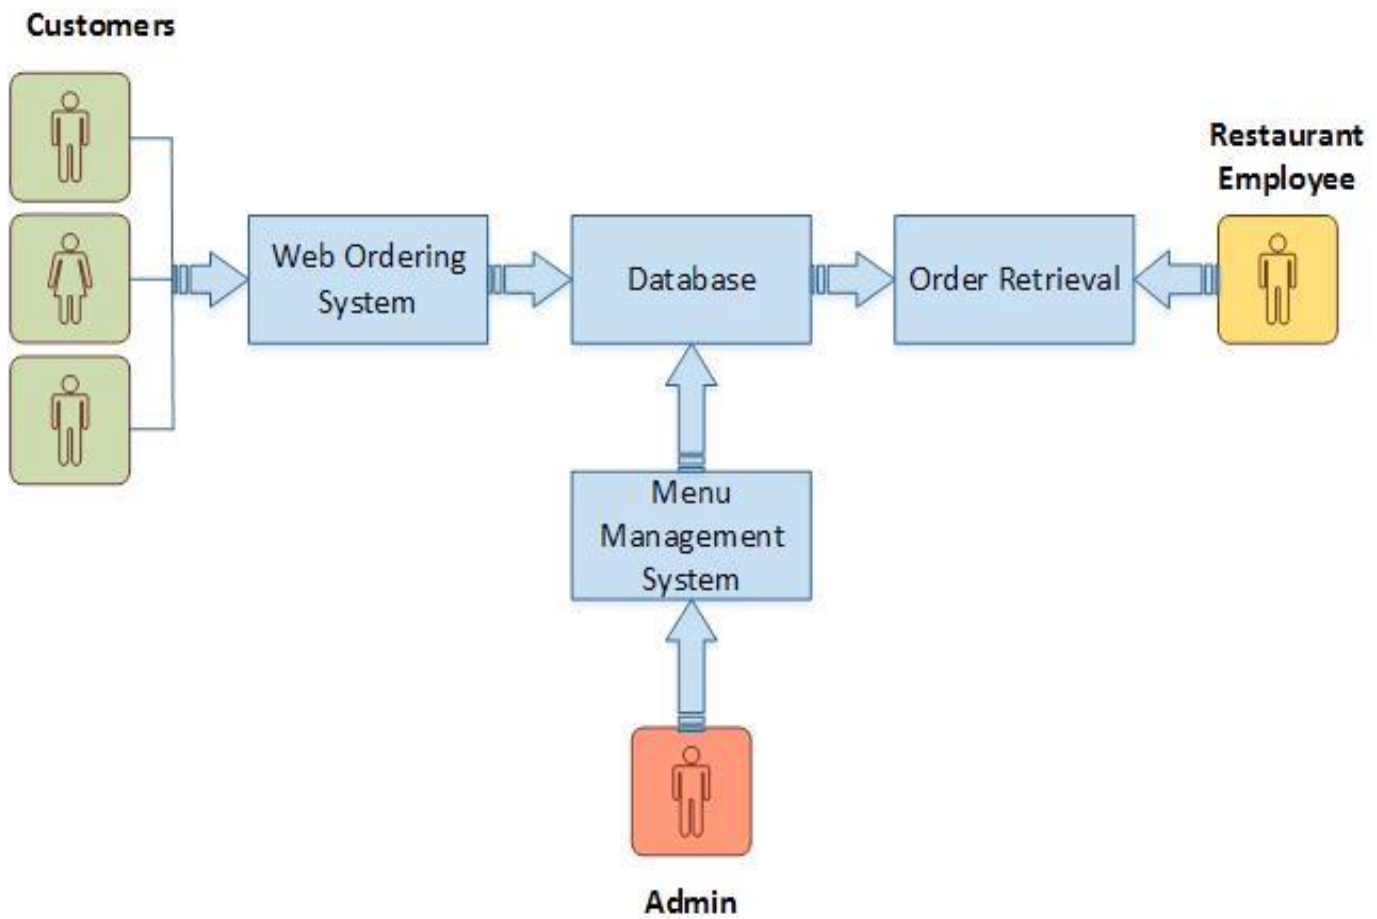 Customers
Restaurant
Employee
Web Ordering
System
Database
Order Retrieval
Menu
Management
System
Admin